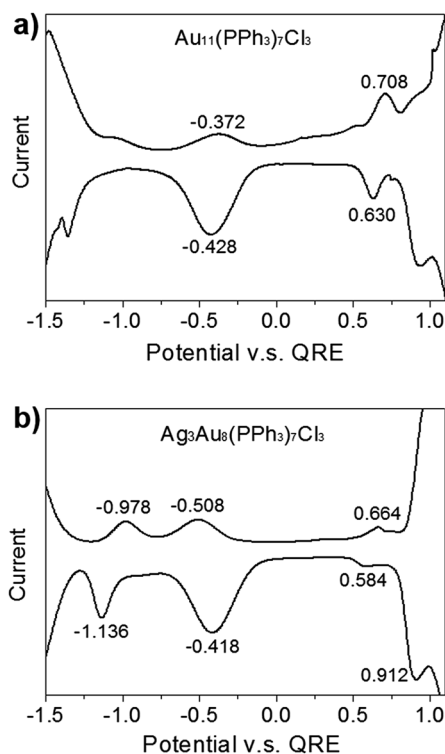 a)
Au₁₁(PPh₃)₇Cl₃
0.708
-0.372
Current
0.630
-0.428
-1.5 -1.0 -0.5 0.0 0.5 1.0
Potential v.s. QRE
b)
Ag₃Au₈(PPh₃)₇Cl₃
-0.978 -0.508 0.664
Current
0.584
-1.136
-0.418
0.912
-1.5 -1.0 -0.5 0.0 0.5 1.0
Potential v.s. QRE